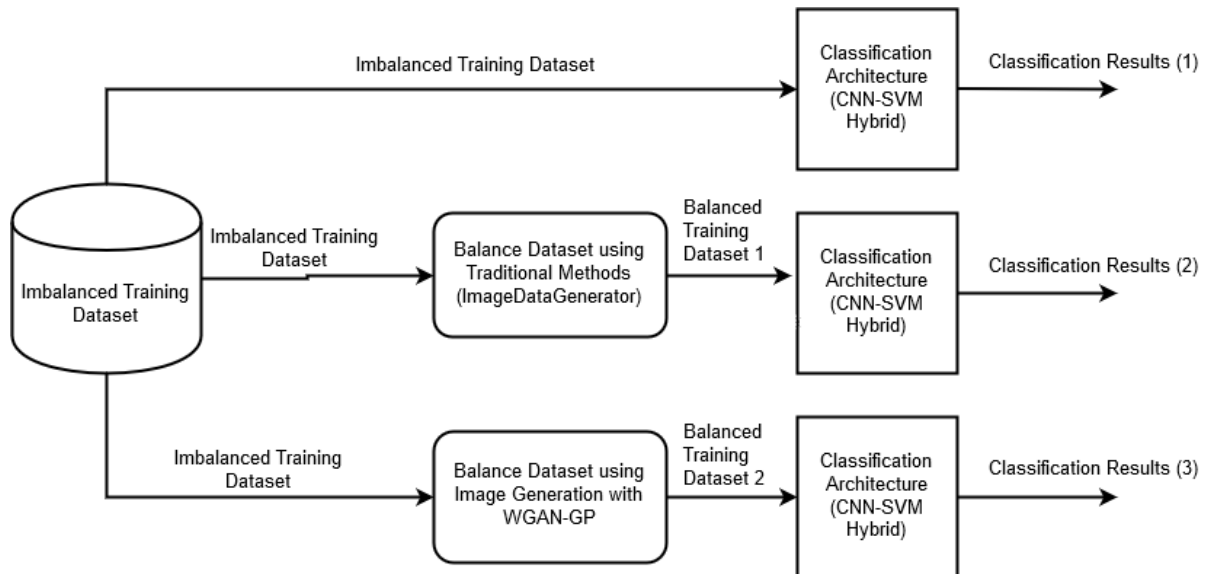 Imbalanced Training Dataset
Classification
Architecture
(CNN-SVM
Hybrid)
Classification Results (1)
Imbalanced Training
Dataset
Imbalanced Training
Dataset
Balance Dataset using
Traditional Methods
(ImageDataGenerator)
Balanced
Training
Dataset 1
Classification
Architecture
(CNN-SVM
Hybrid)
Classification Results (2)
Imbalanced Training
Dataset
Balance Dataset using
Image Generation with
WGAN-GP
Balanced
Training
Dataset 2
Classification
Architecture
(CNN-SVM
Hybrid)
Classification Results (3)